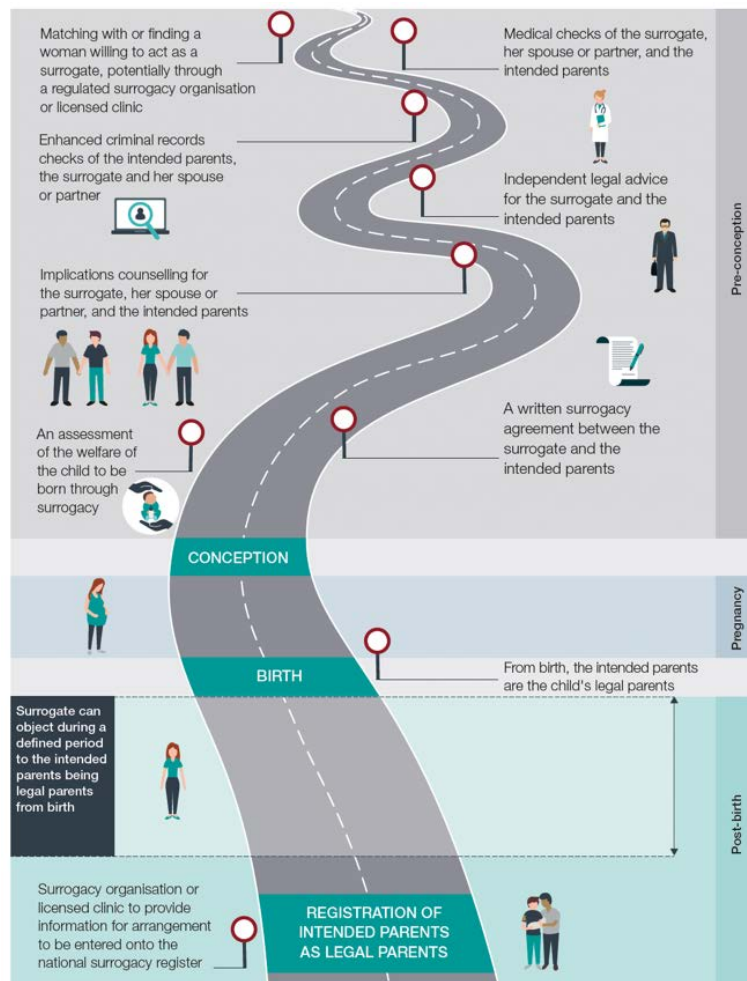 Matching with or finding a
woman willing to act as a
surrogate, potentially through
a regulated surrogacy organisation
or licensed clinic
Medical checks of the surrogate,
her spouse or partner, and the
intended parents
Enhanced criminal records
checks of the intended parents,
the surrogate and her spouse
or partner
Independent legal advice
for the surrogate and the
intended parents
Pre-conception
Implications counselling for
the surrogate, her spouse or
partner, and the intended parents
A written surrogacy
agreement between the
surrogate and the
intended parents
An assessment
of the welfare of
the child to be
born through
surrogacy
CONCEPTION
Pregnancy
BIRTH
From birth, the intended parents
are the child's legal parents
Surrogate can
object during a
defined period
to the intended
parents being
legal parents
from birth
Post-birth
Surrogacy organisation or
licensed clinic to provide
information for arrangement
to be entered onto the
national surrogacy register
REGISTRATION OF
INTENDED PARENTS
AS LEGAL PARENTS